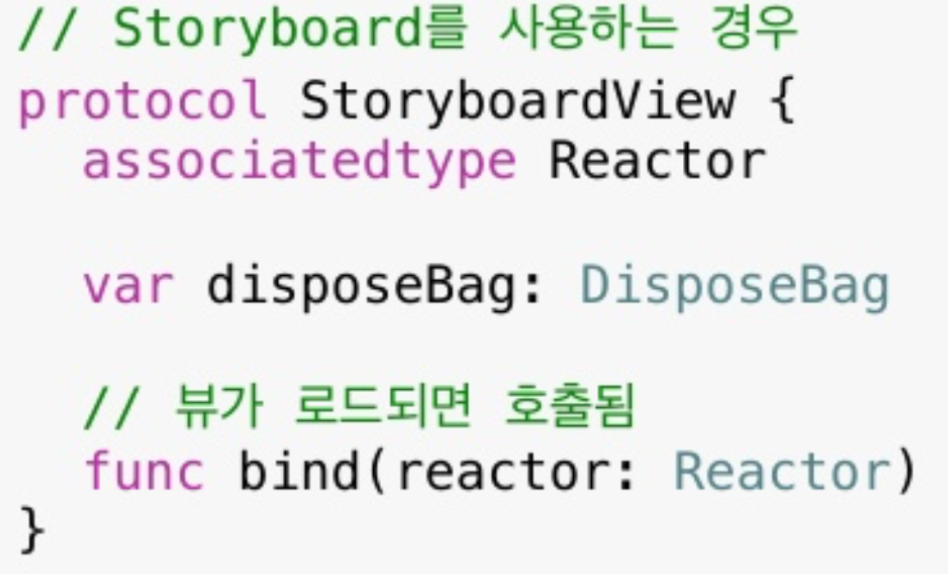 // Storyboard를 사용하는 경우
protocol StoryboardView {
  associatedtype Reactor

  var disposeBag: DisposeBag

  // 뷰가 로드되면 호출됨
  func bind(reactor: Reactor)
}